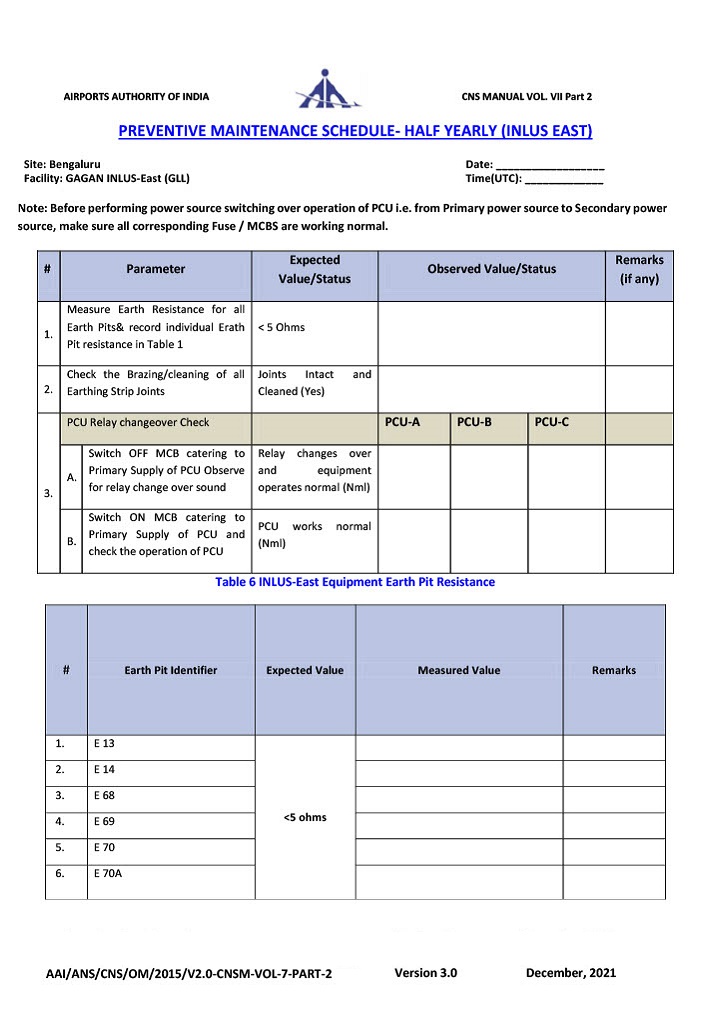 AIRPORTS AUTHORITY OF INDIA
CNS MANUAL VOL. VII Part 2
PREVENTIVE MAINTENANCE SCHEDULE- HALF YEARLY (INLUS EAST)
Site: Bengaluru
Date: __________________
Facility: GAGAN INLUS-East (GLL)
Time(UTC): _____________
Note: Before performing power source switching over operation of PCU i.e. from Primary power source to Secondary power
source, make sure all corresponding Fuse / MCBS are working normal.
#
Parameter
Expected
Value/Status
Observed Value/Status
Remarks
(if any)
1.
Measure Earth Resistance for all
Earth Pits& record individual Erath
Pit resistance in Table 1
< 5 Ohms
2.
Check the Brazing/cleaning of all
Earthing Strip Joints
Joints Intact and
Cleaned (Yes)
3.
PCU Relay changeover Check
PCU-A
PCU-B
PCU-C
A.
Switch OFF MCB catering to
Primary Supply of PCU Observe
for relay change over sound
Relay changes over
and equipment
operates normal (Nml)
B.
Switch ON MCB catering to
Primary Supply of PCU and
check the operation of PCU
PCU works normal
(Nml)
Table 6 INLUS-East Equipment Earth Pit Resistance
#
Earth Pit Identifier
Expected Value
Measured Value
Remarks
1.
E 13
2.
E 14
3.
E 68
4.
E 69
5.
E 70
6.
E 70A
<5 ohms
AAI/ANS/CNS/OM/2015/V2.0-CNSM-VOL-7-PART-2
Version 3.0
December, 2021